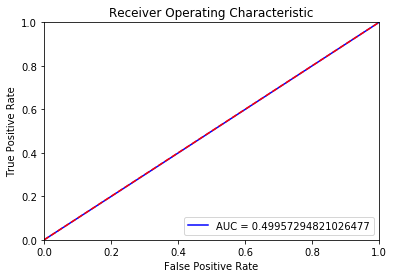 Receiver Operating Characteristic
True Positive Rate
1.0
0.8
0.6
0.4
0.2
0.0
AUC = 0.49957294821026477
0.0 0.2 0.4 0.6 0.8 1.0
False Positive Rate